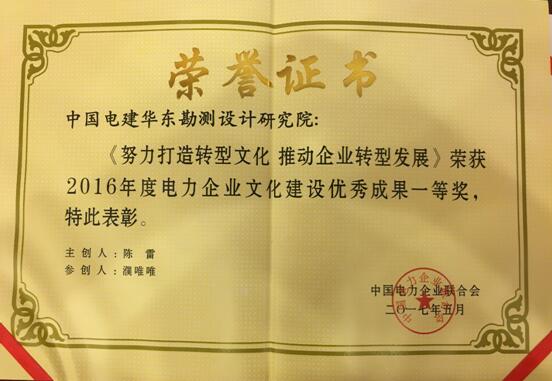 荣誉证书
中国电建华东勘测设计研究院:
《努力打造转型文化 推动企业转型发展》荣获
2016年度电力企业文化建设优秀成果一等奖，
特此表彰。
主创人:陈 雷
参创人:濮唯唯
中国电力企业联合会
二〇一七年五月